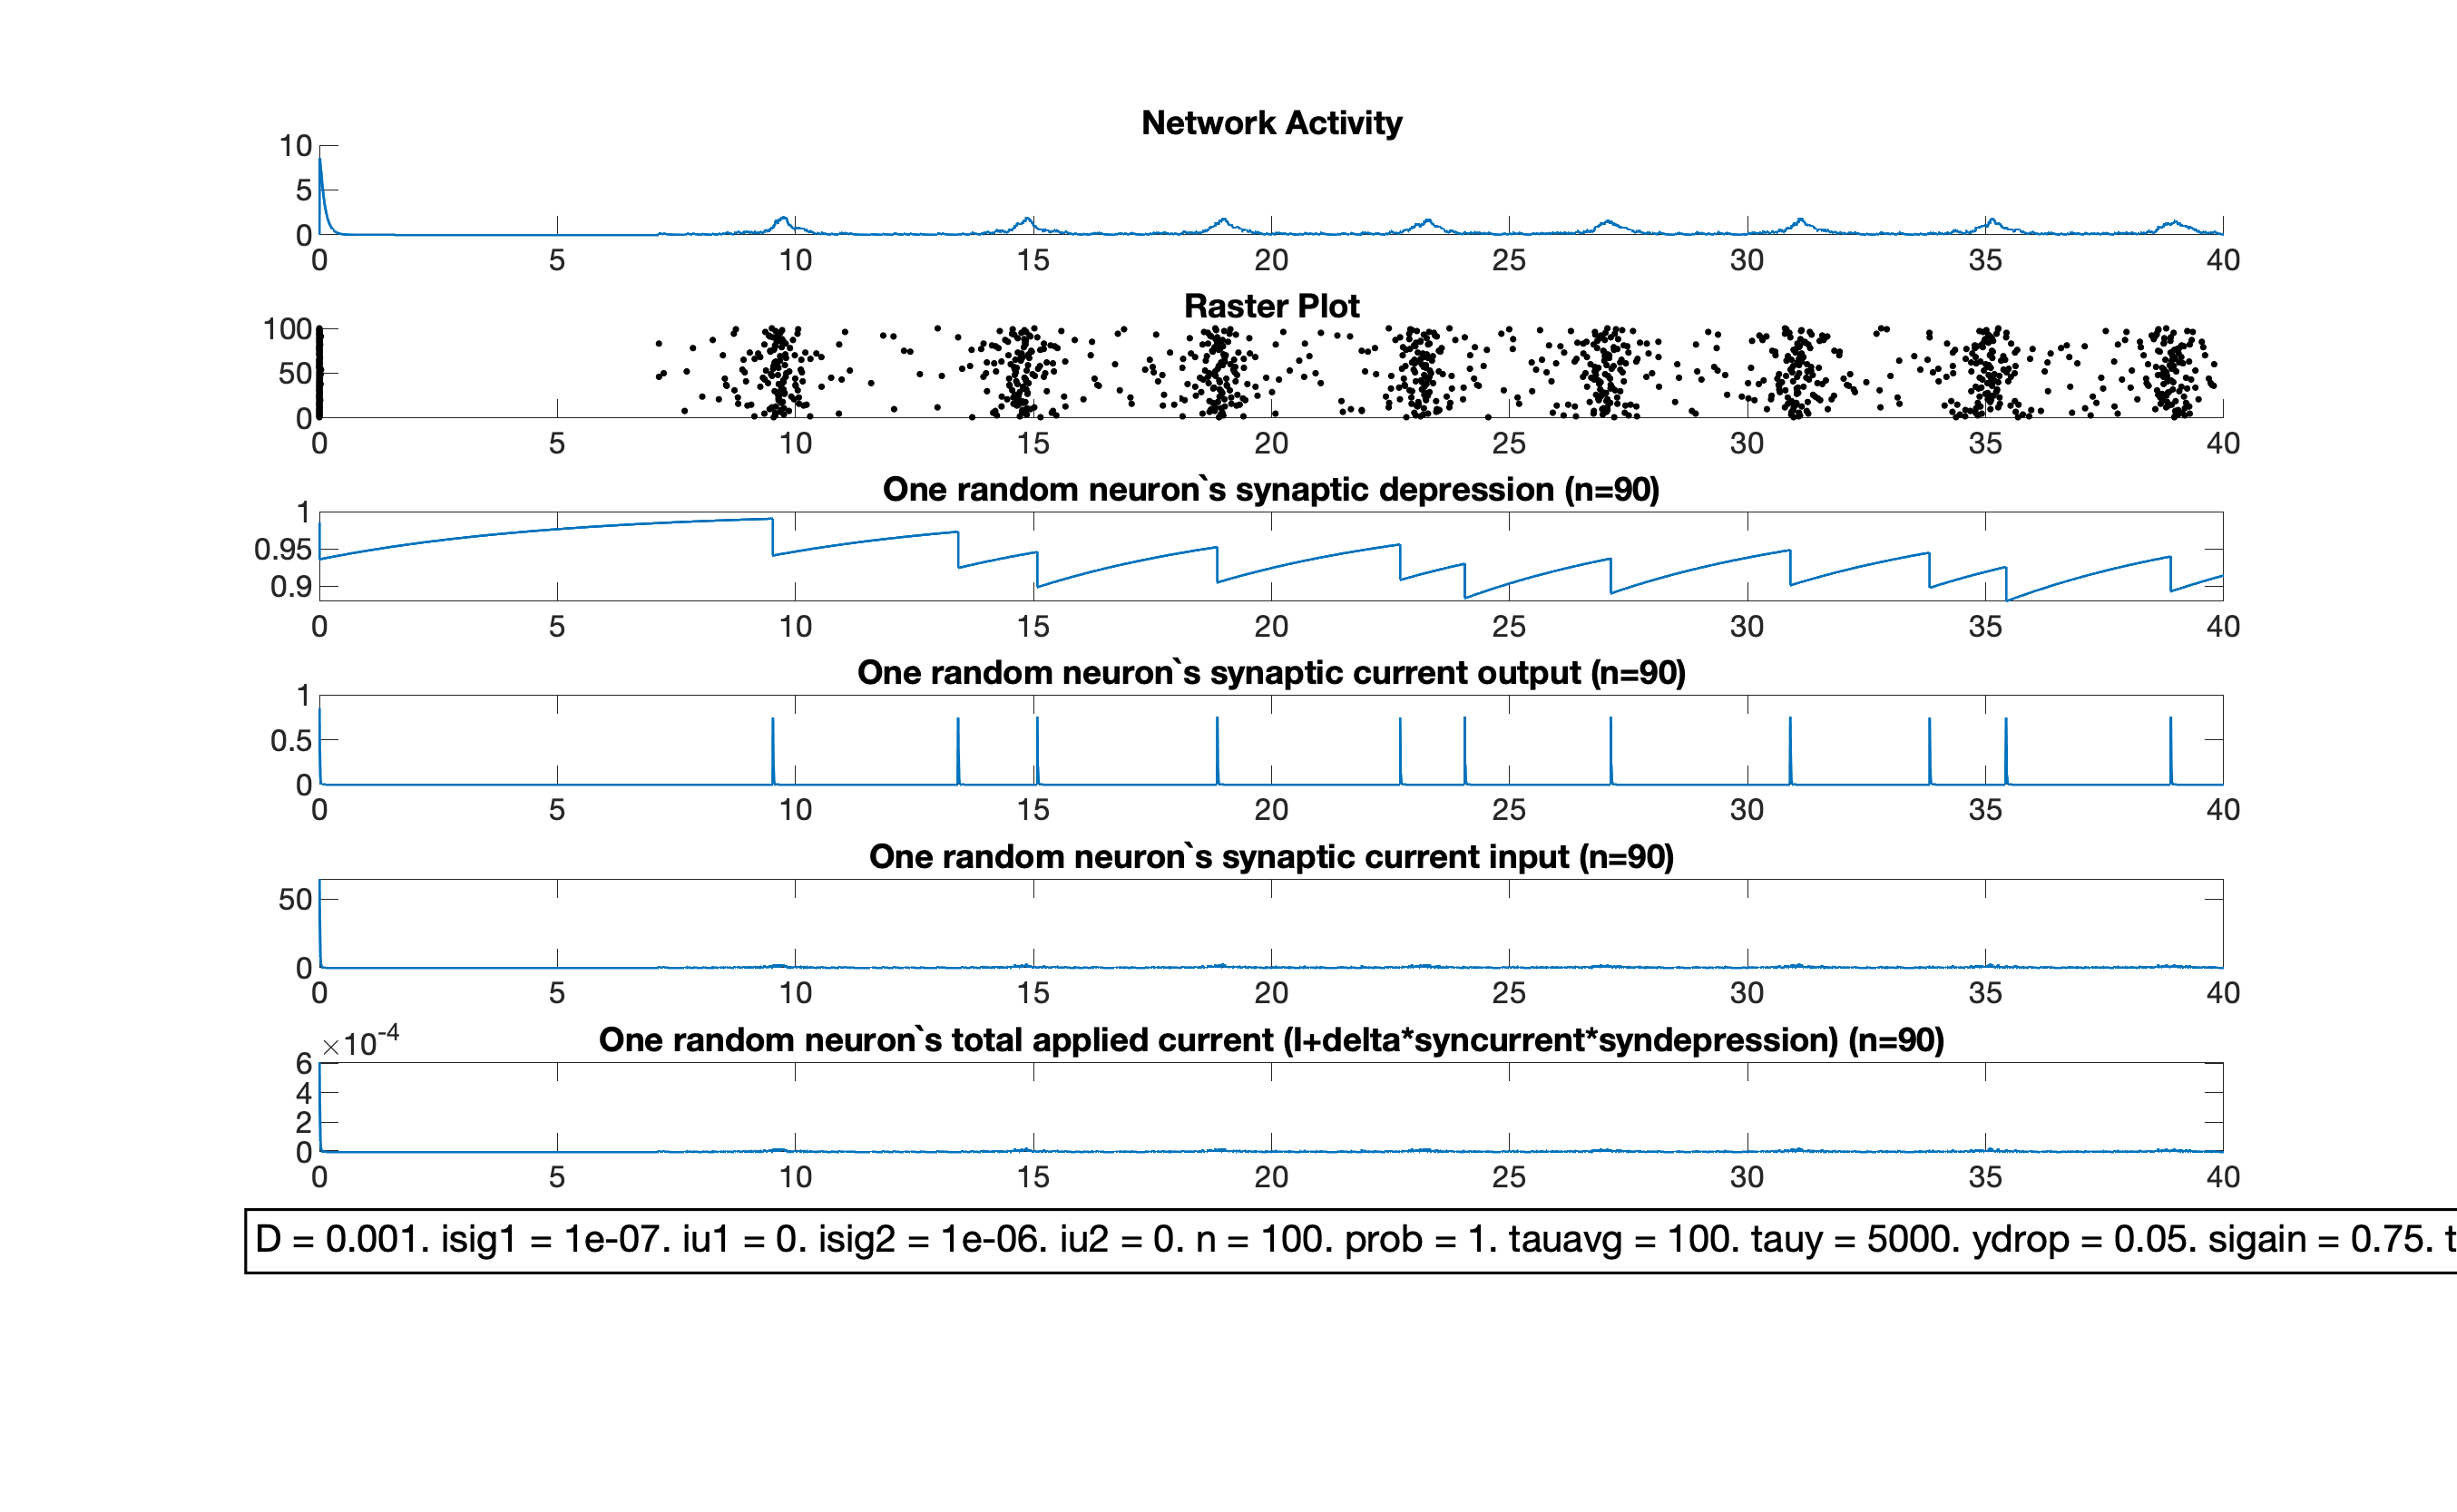 Network Activity
10
5
0
0 5 10 15 20 25 30 35 40
Raster Plot
100
50
0
0 5 10 15 20 25 30 35 40
One random neuron`s synaptic depression (n=90)
1
0.95
0.9
0 5 10 15 20 25 30 35 40
One random neuron`s synaptic current output (n=90)
1
0.5
0
0 5 10 15 20 25 30 35 40
One random neuron`s synaptic current input (n=90)
50
0
0 5 10 15 20 25 30 35 40
One random neuron`s total applied current (I+delta*syncurrent*syndepression) (n=90)
×10-4
6
4
2
0
0 5 10 15 20 25 30 35 40
D = 0.001. isig1 = 1e-07. iu1 = 0. isig2 = 1e-06. iu2 = 0. n = 100. prob = 1. tauavg = 100. tauy = 5000. ydrop = 0.05. sigain = 0.75. t